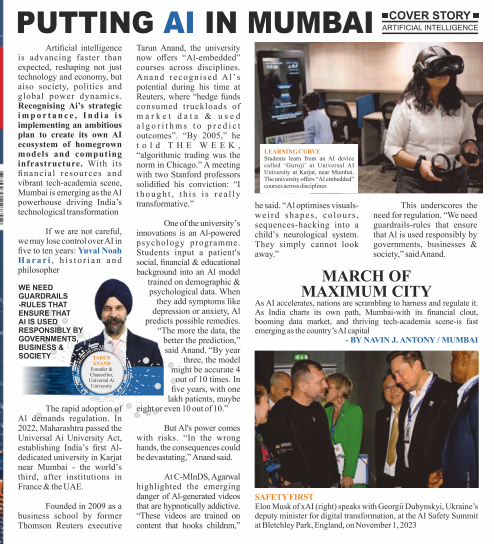 PUTTING AI IN MUMBAI
COVER STORY
ARTIFICIAL INTELLIGENCE
Artificial intelligence
is advancing faster than
expected, reshaping not just
technology and economy, but
aiso society, politics and
global power dynamics.
Recognising Ai's strategic
importance, India is
implementing an ambitious
plan to create its own AI
ecosystem of homegrown
models and computing
infrastructure. With its
financial resources and
vibrant tech-academia scene,
Mumbai is emerging as the AI
powerhouse driving India's
technological transformation
If we are not careful,
we may lose control over AI in
five to ten years: Yuval Noah
Harari, historian and
philosopher
WE NEED
GUARDRAILS
-RULES THAT
ENSURE THAT
AI IS USED
RESPONSIBLY BY
GOVERNMENTS,
BUSINESS &
SOCIETY
TARUN
ANAND
Founder &
Chancellor,
Universal Ai
University
The rapid adoption of
Al demands regulation. In
2022, Maharashtra passed the
Universal Ai University Act,
establishing India's first Al-
dedicated university in Karjat
near Mumbai - the world's
third, after institutions in
France & the UAE.
Founded in 2009 as a
business school by former
Thomson Reuters executive
Tarun Anand, the university
now offers “Al-embedded”
courses across disciplines.
Anand recognised Al's
potential during his time at
Reuters, where “hedge funds
consumed truckloads of
market data & used
algorithms to predict
outcomes”. “By 2005,” he
told THE WEEK,
“algorithmic trading was the
norm in Chicago.” A meeting
with two Stanford professors
solidified his conviction: “I
thought, this is really
transformative.”
One of the university's
innovations is an Al-powered
psychology programme.
Students input a patient's
social, financial & educational
background into an Al model
trained on demographic &
psychological data. When
they add symptoms like
depression or anxiety, Al
predicts possible remedies.
“The more the data, the
better the prediction,”
said Anand. “By year
three, the model
might be accurate 4
out of 10 times. In
five years, with one
lakh patients, maybe
eight or even 10 out of 10.”
But Al's power comes
with risks. “In the wrong
hands, the consequences could
be devastating,” Anand said.
At C-MInDS, Agarwal
highlighted the emerging
danger of Al-generated videos
that are hypnotically addictive.
“These videos are trained on
content that hooks children,”
LEARNING CURVE
Students learn from an AI device
called ‘Guruji’ at Universal AI
University at Karjat, near Mumbai.
The university offers “AI embedded”
courses across disciplines
he said. “Al optimises visuals-
weird shapes, colours,
sequences-hacking into a
child's neurological system.
They simply cannot look
away.”
This underscores the
need for regulation. “We need
guardrails-rules that ensure
that Al is used responsibly by
governments, businesses &
society,” said Anand.
MARCH OF
MAXIMUM CITY
As AI accelerates, nations are scrambling to harness and regulate it.
As India charts its own path, Mumbai-with its financial clout,
booming data market, and thriving tech-academia scene-is fast
emerging as the country's AI capital
- BY NAVIN J. ANTONY / MUMBAI
SAFETY FIRST
Elon Musk of xAI (right) speaks with Georgii Dubynskyi, Ukraine's
deputy minister for digital transformation, at the AI Safety Summit
at Bletchley Park, England, on November 1, 2023